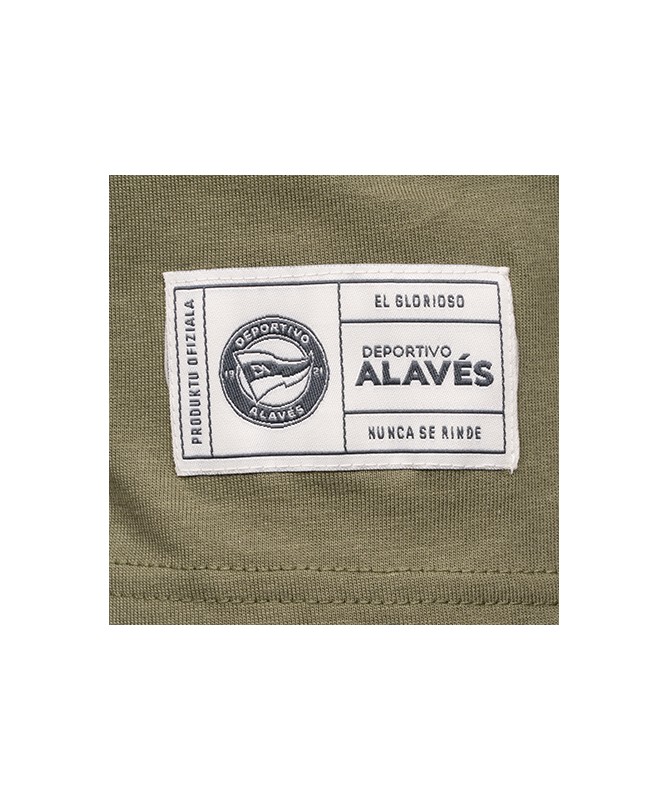 PRODUKTU OFIZIALA
DEPORTIVO
19 21
ALAVÉS
EL GLORIOSO
DEPORTIVO
ALAVÉS
NUNCA SE RINDE